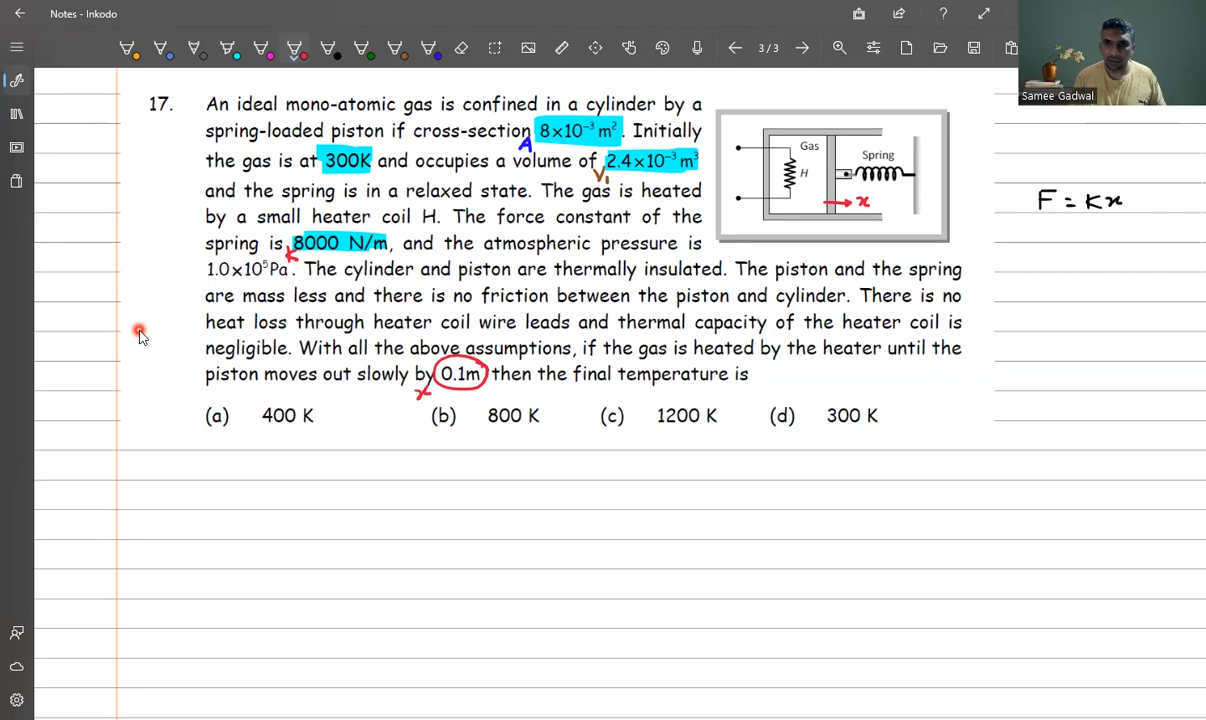 Notes - Inkodo
3 / 3
Samee Gadwal
17. An ideal mono-atomic gas is confined in a cylinder by a
spring-loaded piston if cross-section 8×10⁻³ m². Initially
A
the gas is at 300K and occupies a volume of 2.4×10⁻³ m³
V₁
and the spring is in a relaxed state. The gas is heated
by a small heater coil H. The force constant of the
spring is 8000 N/m, and the atmospheric pressure is
K
1.0×10⁵Pa. The cylinder and piston are thermally insulated. The piston and the spring
are mass less and there is no friction between the piston and cylinder. There is no
heat loss through heater coil wire leads and thermal capacity of the heater coil is
negligible. With all the above assumptions, if the gas is heated by the heater until the
piston moves out slowly by 0.1m then the final temperature is
x
(a) 400 K (b) 800 K (c) 1200 K (d) 300 K
Gas
Spring
H
x
F = Kx